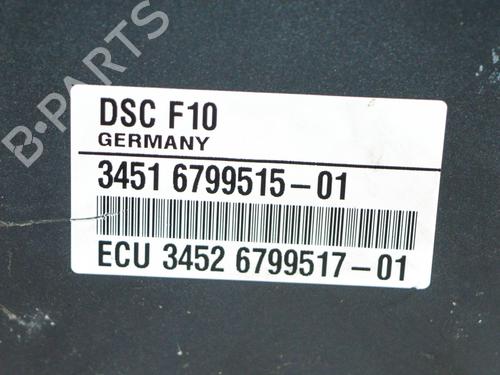 B-PARTS
DSC F10
GERMANY
3451 6799515-01
ECU 3452 6799517-01